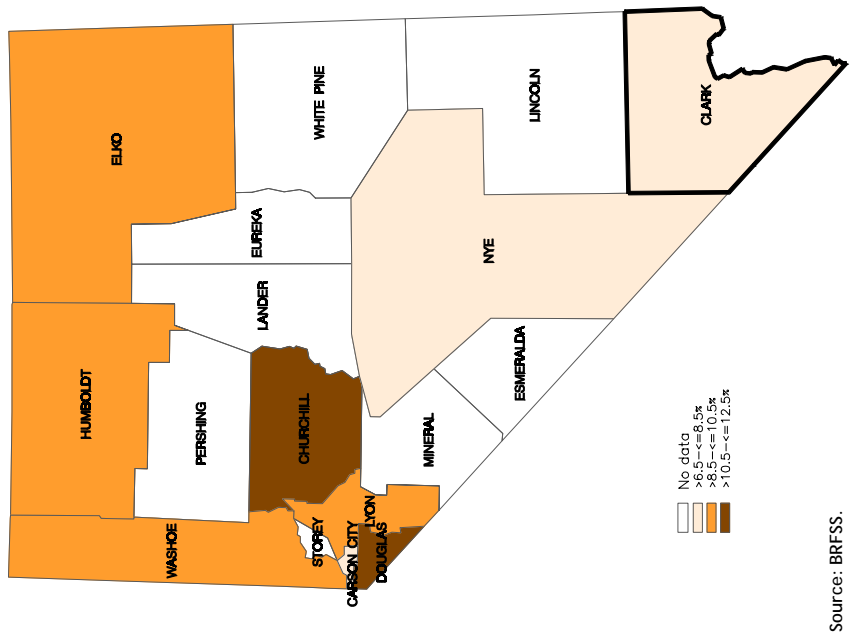 ELKO
WHITE PINE
LINCOLN
CLARK
EUREKA
NYE
LANDER
HUMBOLDT
PERSHING
CHURCHILL
ESMERALDA
MINERAL
WASHOE
STOREY
CARSON CITY
LYON
DOUGLAS
No data
>6.5-<=8.5%
>8.5-<=10.5%
>10.5-<=12.5%
Source: BRFSS.